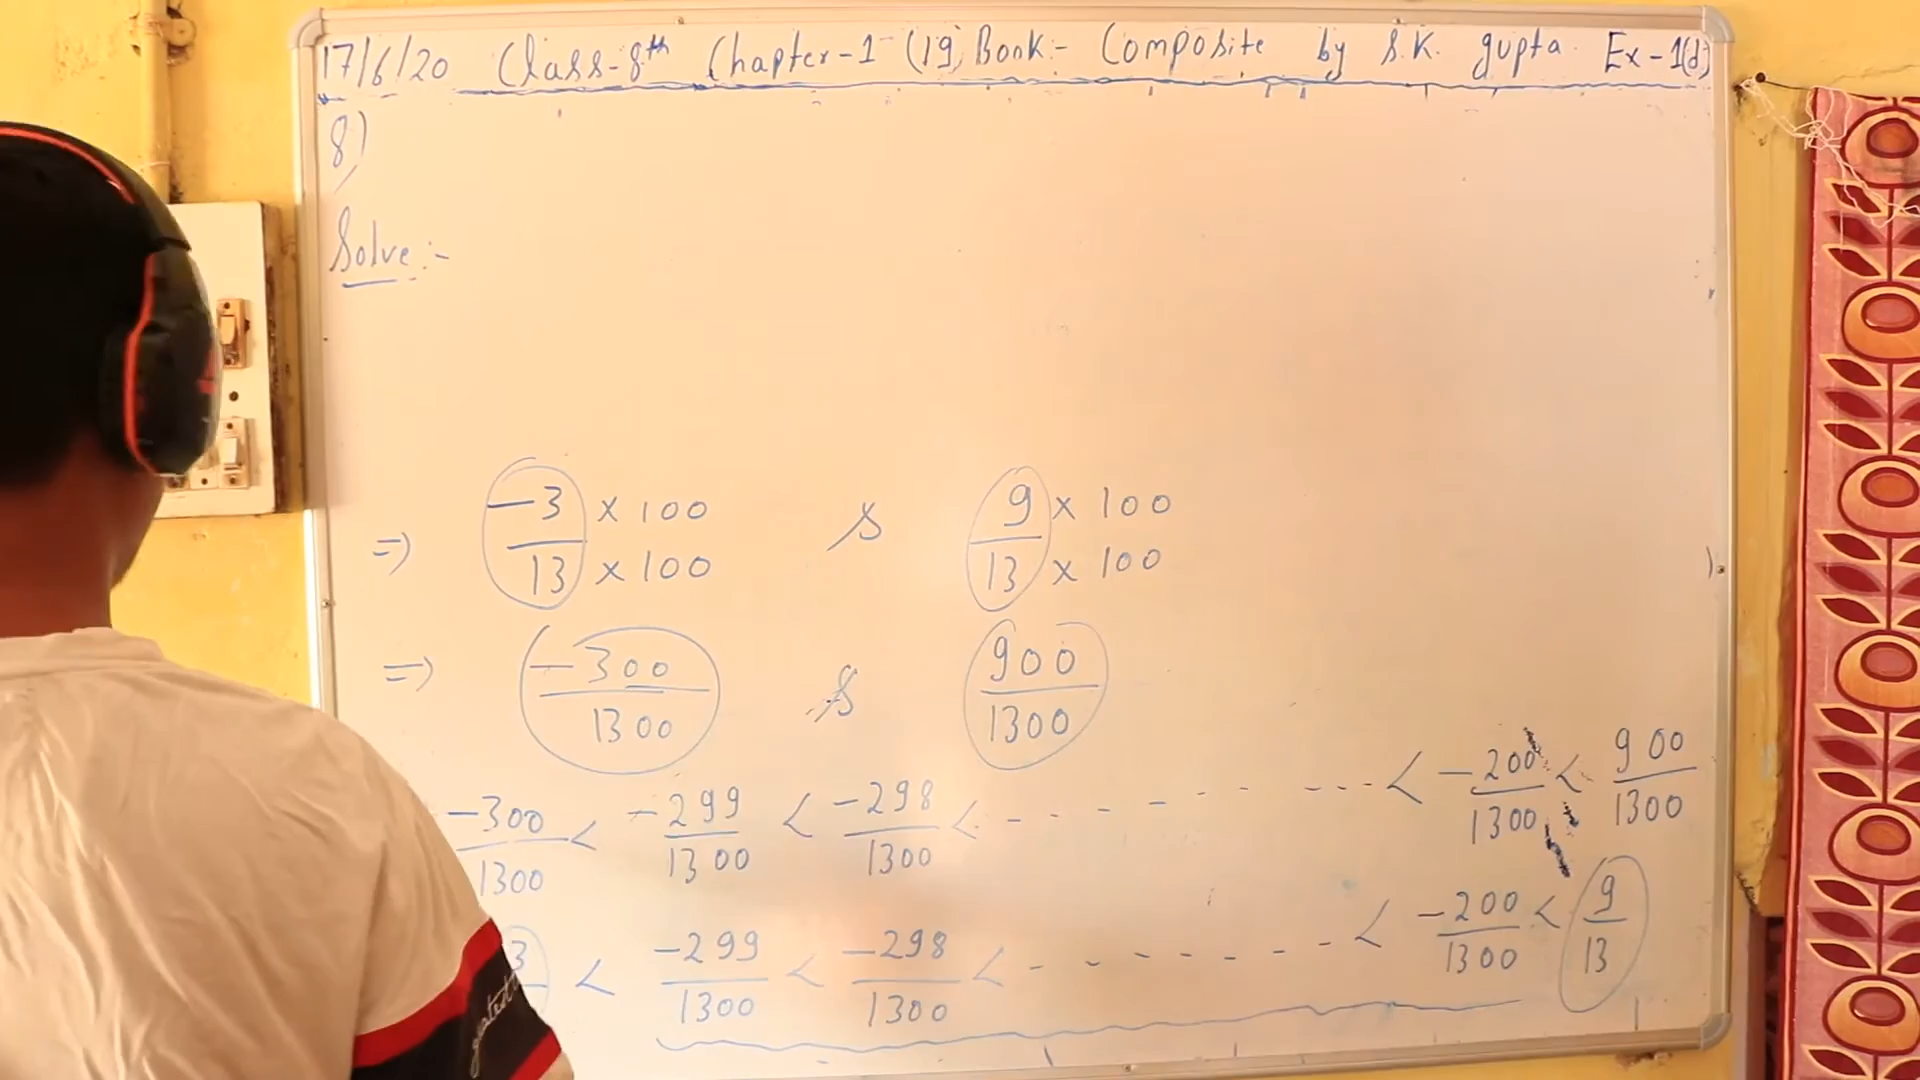 17/6/20 Class-8th Chapter-1 (19) Book:- Composite by S.K. gupta. Ex-1(d)
8)
Solve:-
=) -3 × 100 / 13 × 100 & 9 × 100 / 13 × 100
=) -300/1300 & 900/1300
-300/1300 < -299/1300 < -298/1300 < - - - - - - - - - < -200/1300 < 900/1300
3 < -299/1300 < -298/1300 < - - - - - - - < -200/1300 < 9/13